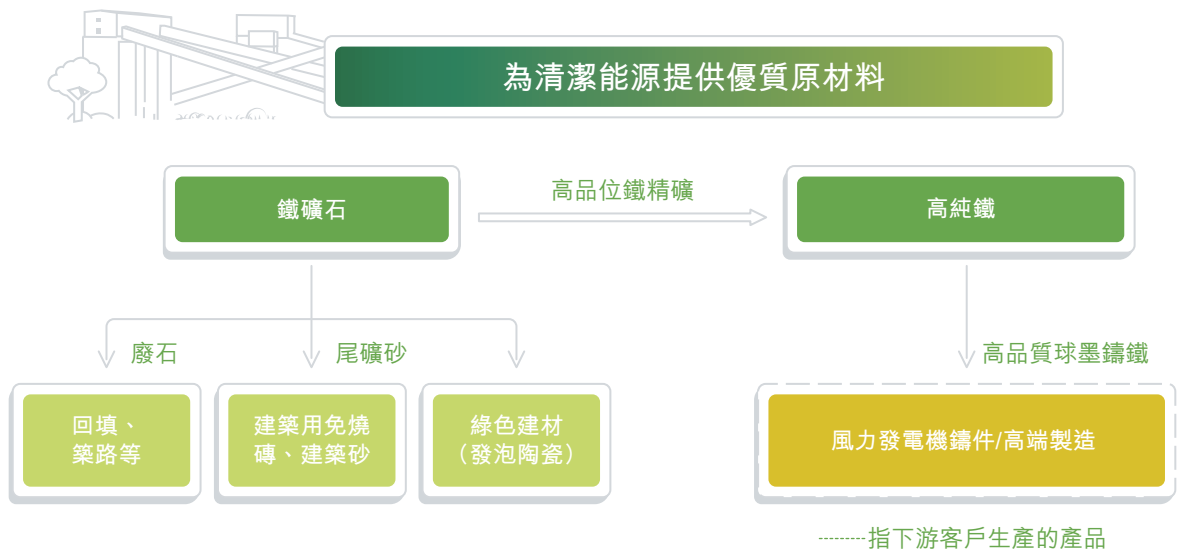 為清潔能源提供優質原材料
鐵礦石
高品位鐵精礦
高純鐵
廢石
尾礦砂
高品質球墨鑄鐵
回填、
築路等
建築用免燒
磚、建築砂
綠色建材
（發泡陶瓷）
風力發電機鑄件/高端製造
指下游客戶生產的產品